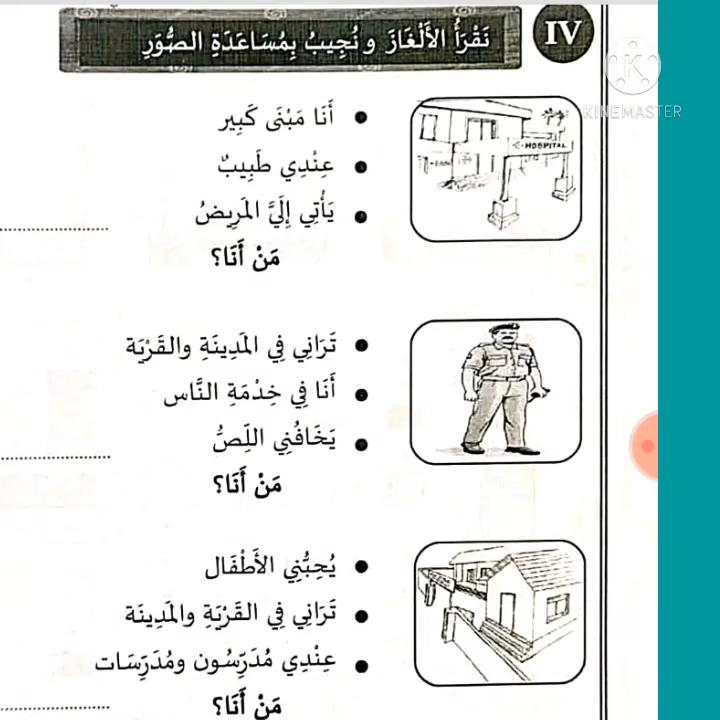 IV
نَقْرَأُ الأَلْغَازَ و نُجِيبُ بِمُسَاعَدَةِ الصُّوَرِ
KINEMASTER
أَنَا مَبْنَى كَبِير
HOSPITAL
عِنْدِي طَبِيبٌ
يَأْتِي إِلَيَّ المَرِيضُ
مَنْ أَنَا؟
تَرَانِي فِي المَدِينَةِ والقَرْيَة
أَنَا فِي خِدْمَةِ النَّاس
يَخَافُنِي اللِّصُّ
مَنْ أَنَا؟
يُحِبُّنِي الأَطْفَال
تَرَانِي فِي القَرْيَةِ والمَدِينَة
عِنْدِي مُدَرِّسُون ومُدَرِّسَات
مَنْ أَنَا؟